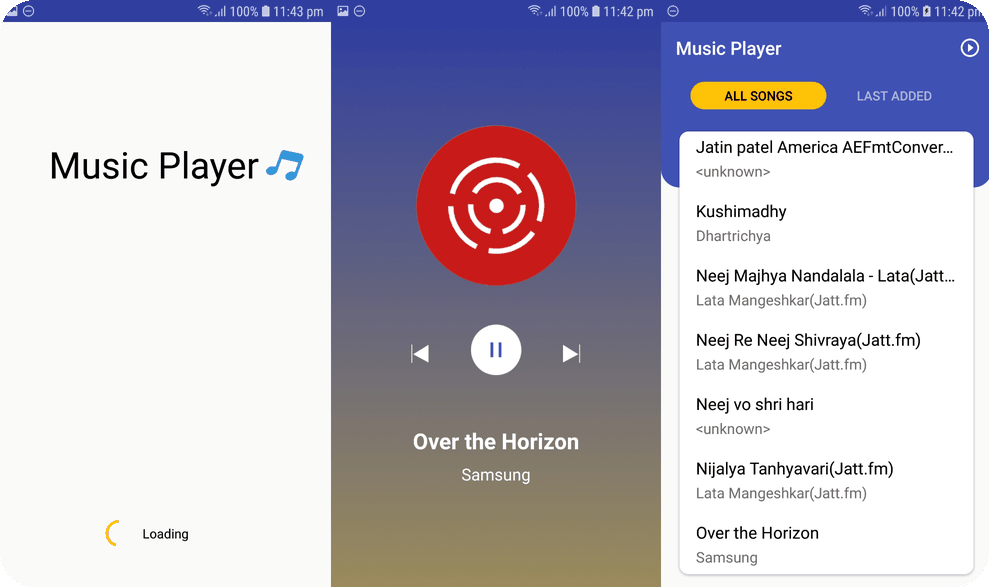 100% 11:43 pm
Music Player
Loading
100% 11:42 pm
Over the Horizon
Samsung
100% 11:42 pm
Music Player
ALL SONGS
LAST ADDED
Jatin patel America AEFmtConver...
<unknown>
Kushimadhy
Dhartrichya
Neej Majhya Nandalala - Lata(Jatt...
Lata Mangeshkar(Jatt.fm)
Neej Re Neej Shivraya(Jatt.fm)
Lata Mangeshkar(Jatt.fm)
Neej vo shri hari
<unknown>
Nijalya Tanhyavari(Jatt.fm)
Lata Mangeshkar(Jatt.fm)
Over the Horizon
Samsung